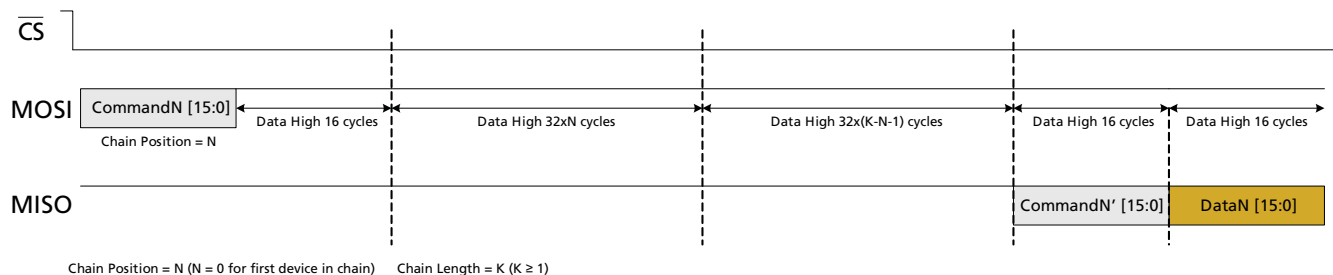 CS
MOSI
CommandN [15:0]
Data High 16 cycles
Data High 32xN cycles
Data High 32x(K-N-1) cycles
Data High 16 cycles
Data High 16 cycles
Chain Position = N
MISO
CommandN’ [15:0]
DataN [15:0]
Chain Position = N (N = 0 for first device in chain)
Chain Length = K (K ≥ 1)